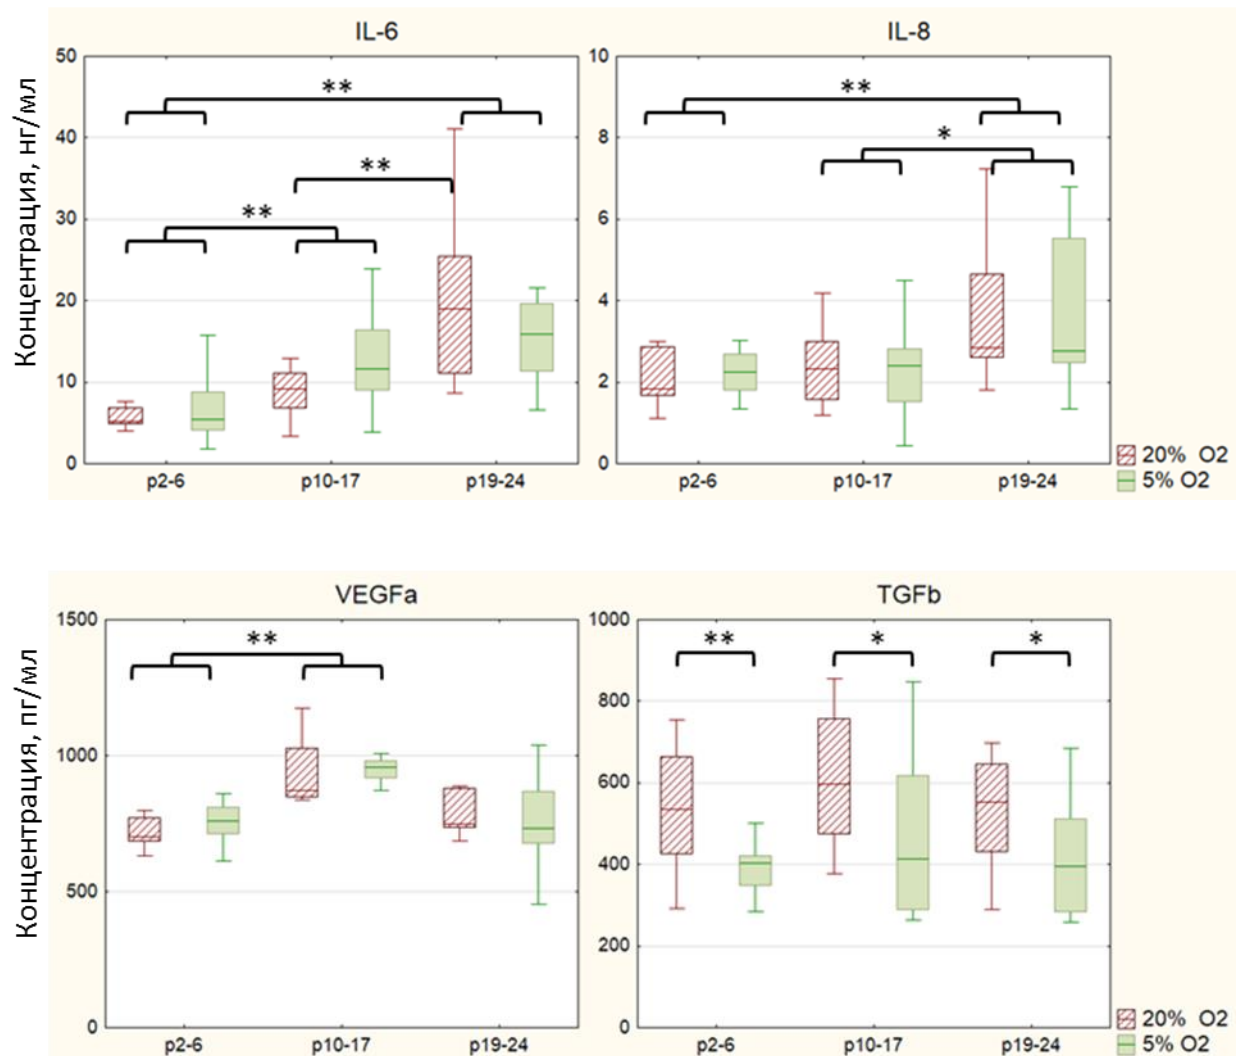 IL-6
IL-8
Концентрация, нг/мл
50
40
30
20
10
0
**
**
**
p2-6
p10-17
p19-24
10
8
6
4
2
0
**
*
p2-6
p10-17
p19-24
20% O2
5% O2
VEGFa
TGFb
Концентрация, пг/мл
1500
1000
500
0
**
p2-6
p10-17
p19-24
1000
800
600
400
200
0
**
*
*
p2-6
p10-17
p19-24
20% O2
5% O2